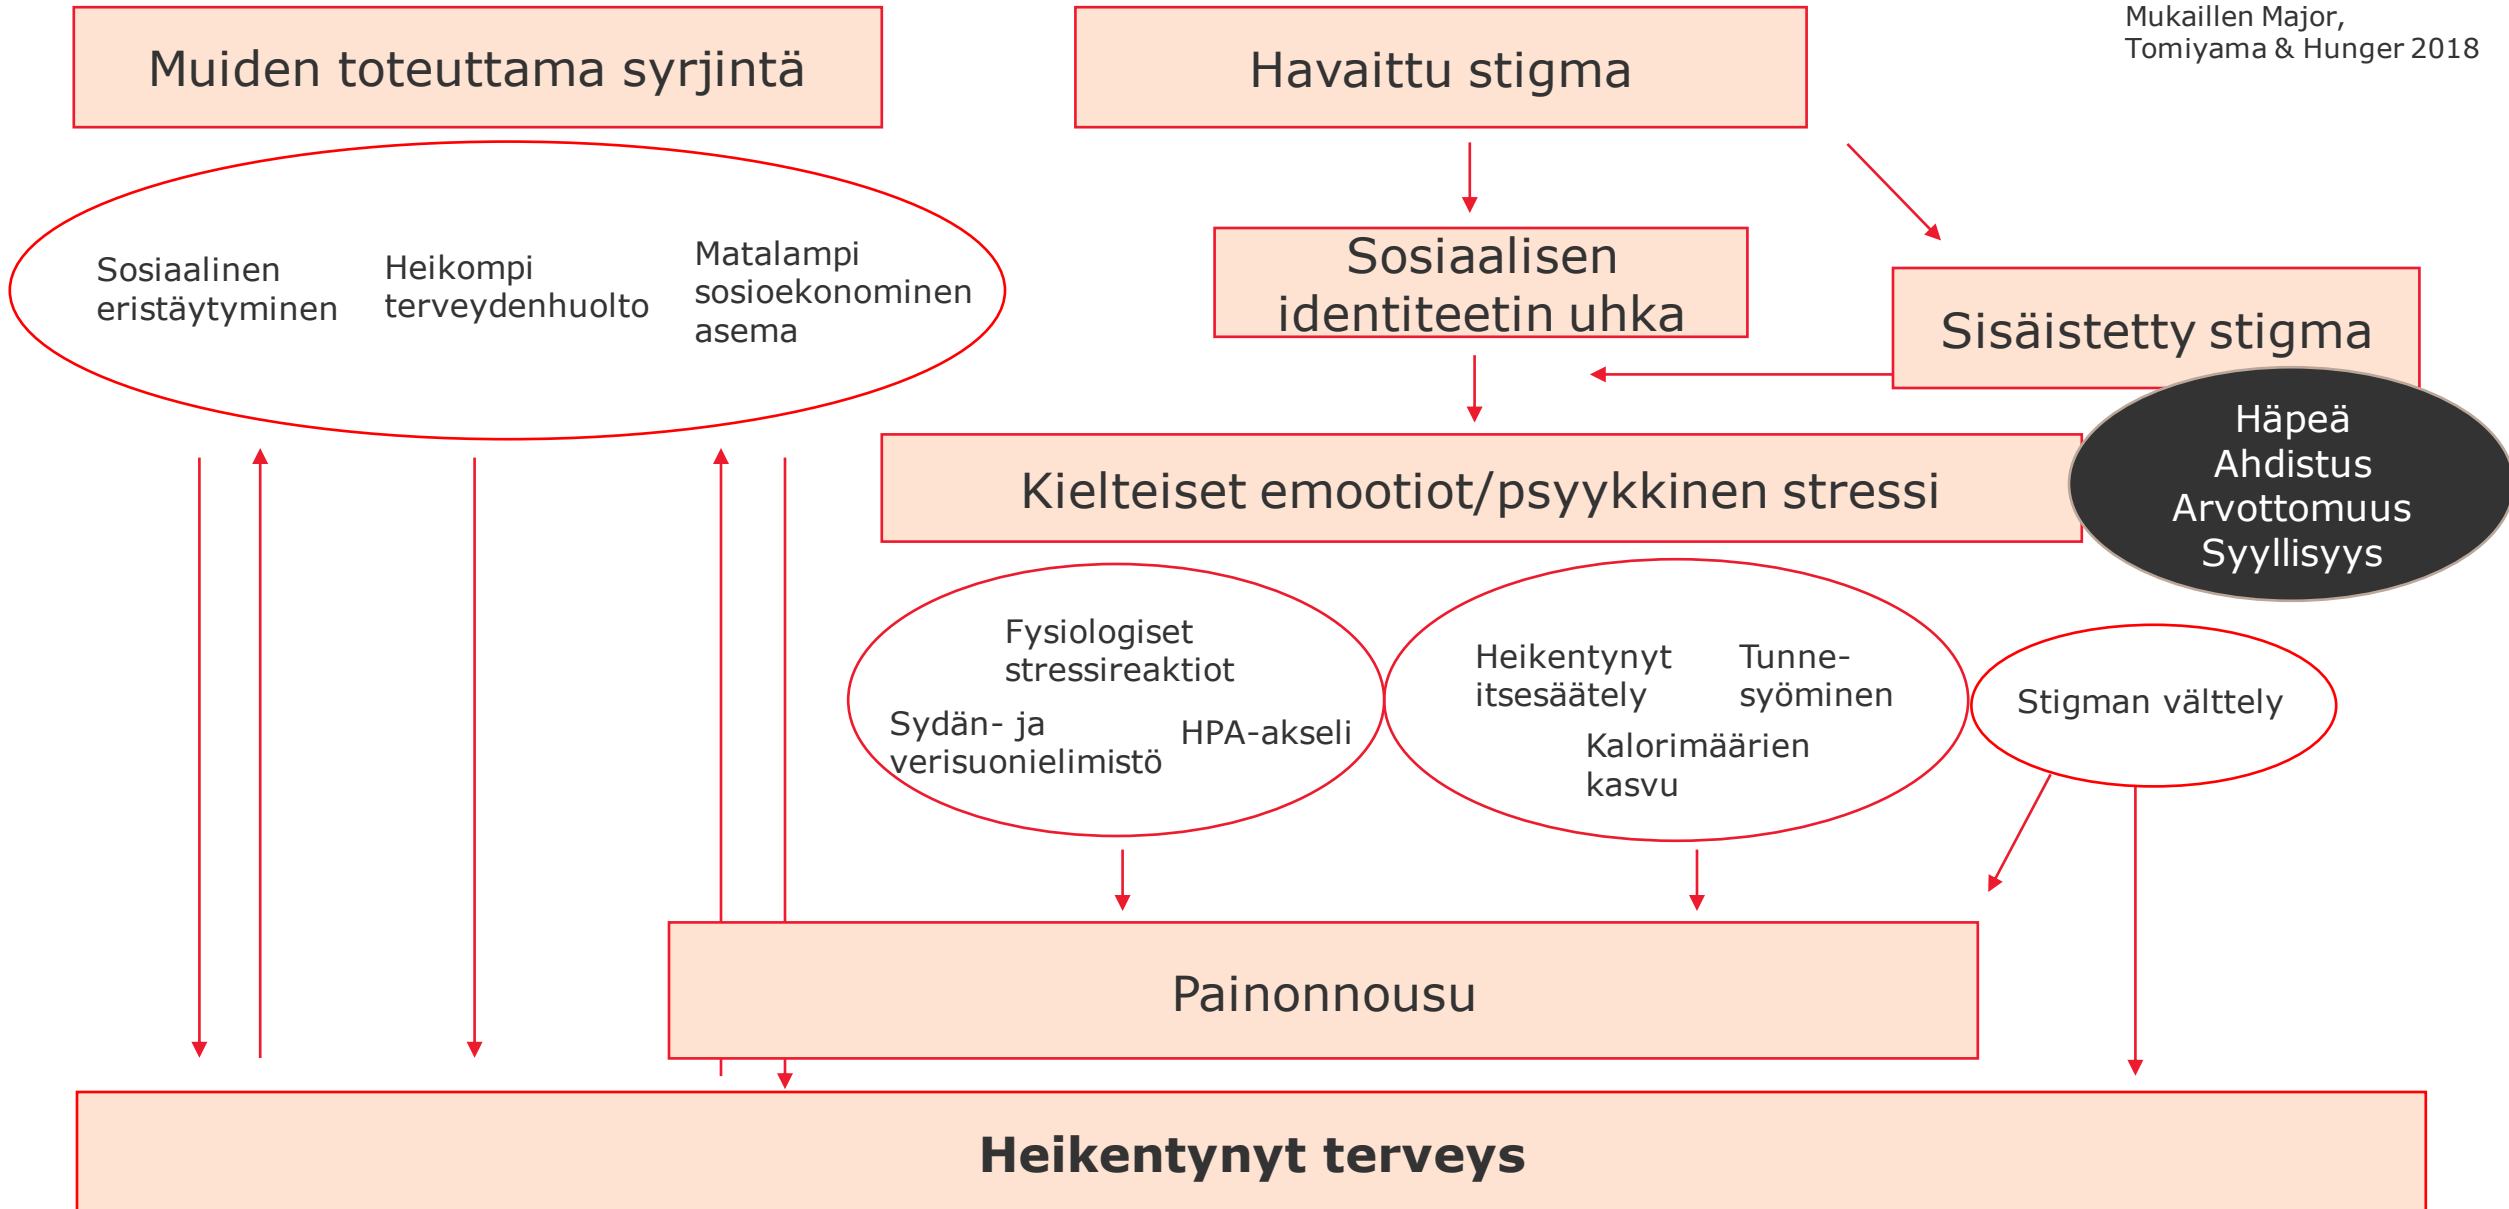 Mukaillen Major,
Tomiyama & Hunger 2018
Muiden toteuttama syrjintä
Havaittu stigma
Sosiaalinen
eristäytyminen
Heikompi
terveydenhuolto
Matalampi
sosioekonominen
asema
Sosiaalisen
identiteetin uhka
Sisäistetty stigma
Häpeä
Ahdistus
Arvottomuus
Syyllisyys
Kielteiset emootiot/psyykkinen stressi
Fysiologiset
stressireaktiot
Sydän- ja
verisuonielimistö
HPA-akseli
Heikentynyt
itsesäätely
Tunne-
syöminen
Kalorimäärien
kasvu
Stigman välttely
Painonnousu
Heikentynyt terveys